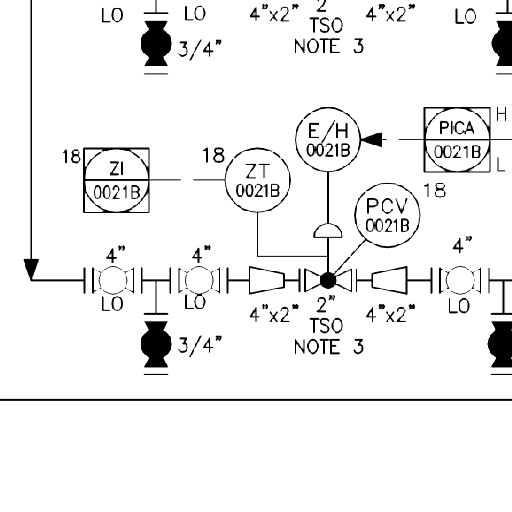 LO
LO
4"x2"
2"
4"x2"
LO
TSO
3/4"
NOTE 3
E/H
0021B
PICA
0021B
H
L
18
ZI
0021B
18
ZT
0021B
PCV
0021B
18
4"
4"
4"
LO
LO
4"x2"
2"
4"x2"
LO
TSO
3/4"
NOTE 3